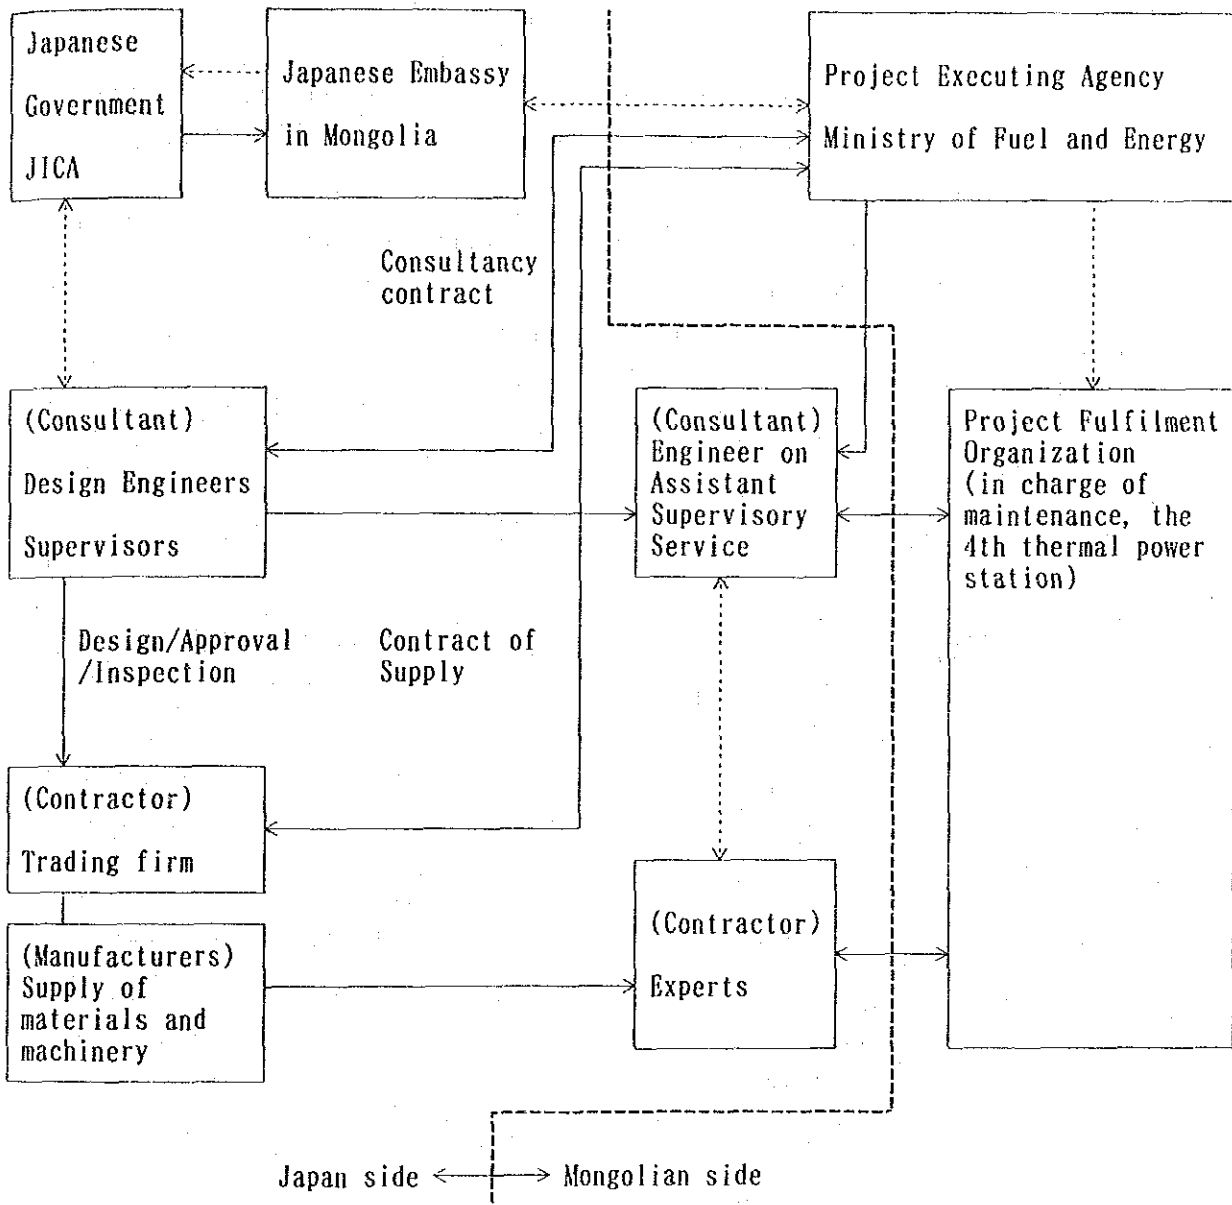 Japanese
Government
JICA
Japanese Embassy
in Mongolia
Project Executing Agency
Ministry of Fuel and Energy
Consultancy
contract
(Consultant)
Design Engineers
Supervisors
(Consultant)
Engineer on
Assistant
Supervisory
Service
Project Fulfilment
Organization
(in charge of
maintenance, the
4th thermal power
station)
Design/Approval
/Inspection
Contract of
Supply
(Contractor)
Trading firm
(Manufacturers)
Supply of
materials and
machinery
(Contractor)
Experts
Japan side
Mongolian side